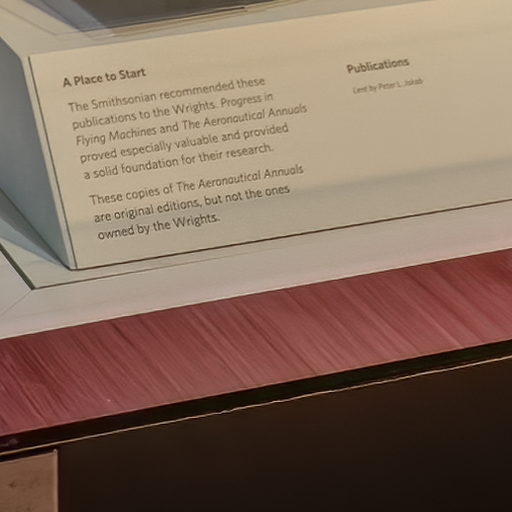 A Place to Start
The Smithsonian recommended these
publications to the Wrights. Progress in
Flying Machines and The Aeronautical Annuals
proved especially valuable and provided
a solid foundation for their research.
These copies of The Aeronautical Annuals
are original editions, but not the ones
owned by the Wrights.
Publications
Lent by Peter L. Jakab